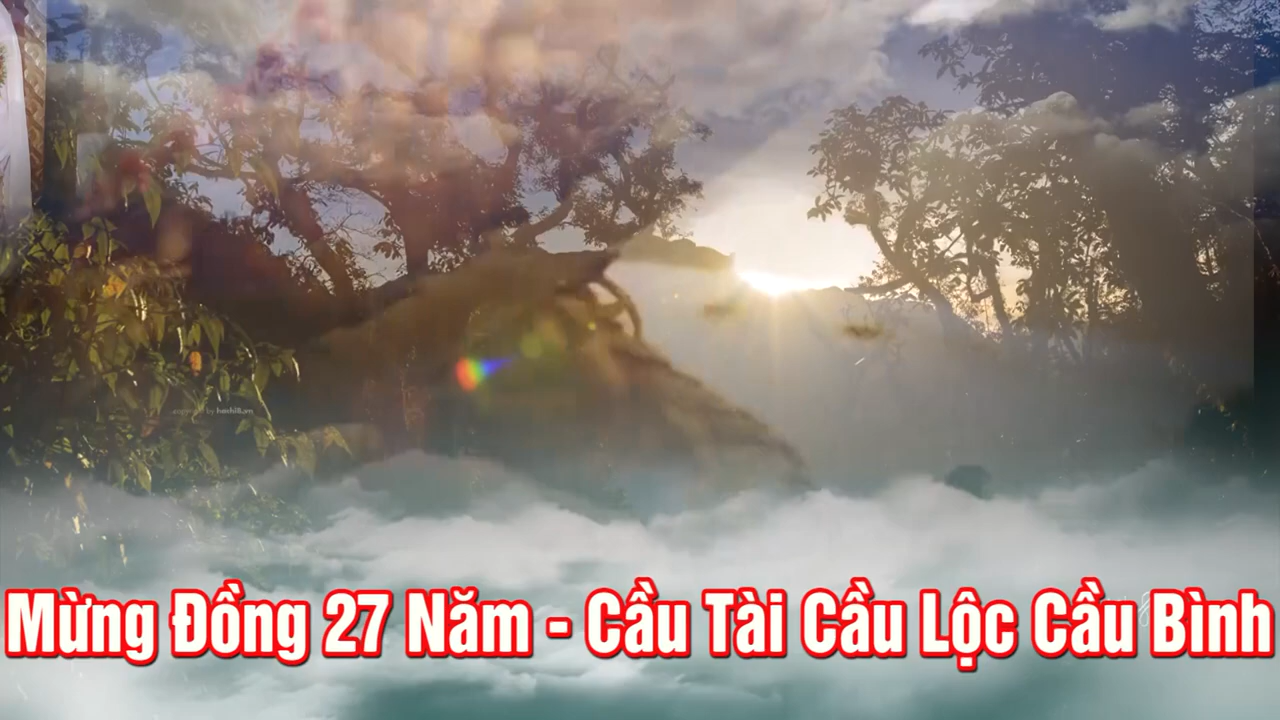 Mừng Đồng 27 Năm - Cầu Tài Cầu Lộc Cầu Bình